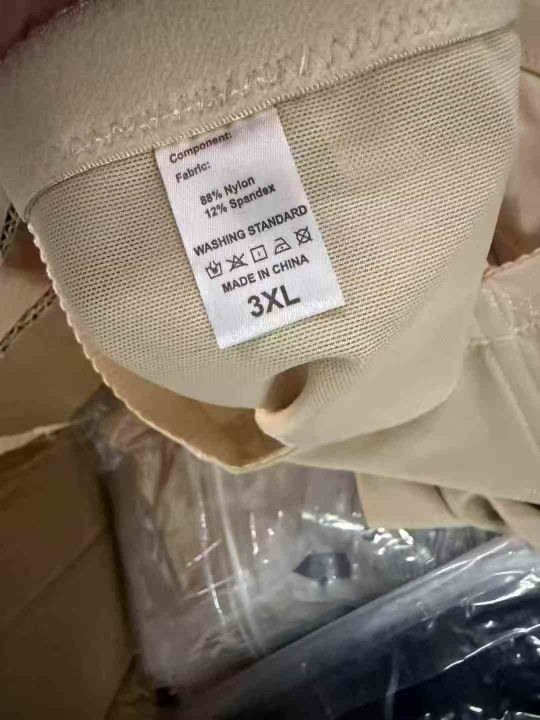 Component:
Fabric:
88% Nylon
12% Spandex
WASHING STANDARD
MADE IN CHINA
3XL